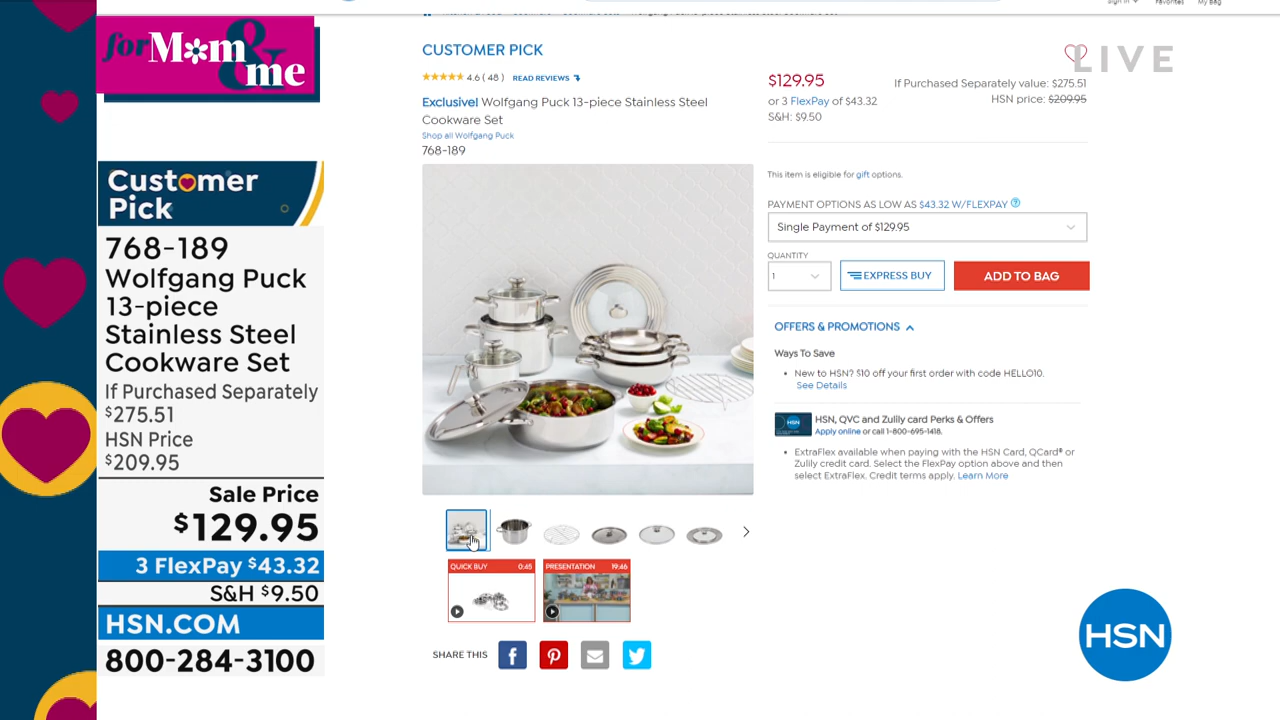 for Mom
& me
Customer
Pick
768-189
Wolfgang Puck
13-piece
Stainless Steel
Cookware Set
If Purchased Separately
$275.51
HSN Price
$209.95
Sale Price
$129.95
3 FlexPay $43.32
S&H $9.50
HSN.COM
800-284-3100
Sign in
Favorites
My Bag
CUSTOMER PICK
4.6 ( 48 ) READ REVIEWS
Exclusive! Wolfgang Puck 13-piece Stainless Steel
Cookware Set
Shop all Wolfgang Puck
768-189
LIVE
$129.95
or 3 FlexPay of $43.32
S&H: $9.50
If Purchased Separately value: $275.51
HSN price: $209.95
This item is eligible for gift options.
PAYMENT OPTIONS AS LOW AS $43.32 W/FLEXPAY ?
Single Payment of $129.95
QUANTITY
1
EXPRESS BUY
ADD TO BAG
OFFERS & PROMOTIONS
Ways To Save
• New to HSN? $10 off your first order with code HELLO10.
See Details
HSN
HSN, QVC and Zulily card Perks & Offers
Apply online or call 1-800-695-1418.
• ExtraFlex available when paying with the HSN Card, QCard® or
Zulily credit card. Select the FlexPay option above and then
select ExtraFlex. Credit terms apply. Learn More
QUICK BUY 0:45
PRESENTATION 19:46
SHARE THIS
HSN